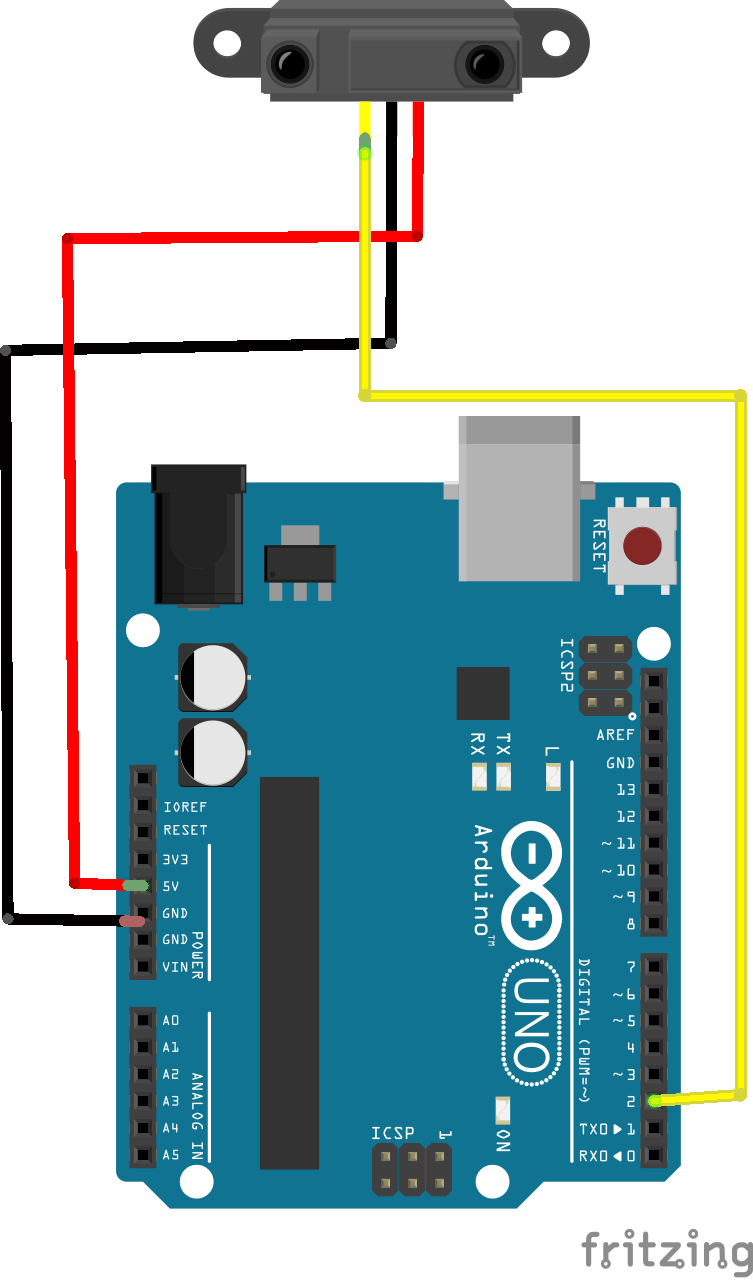 RESET
ICSP2
AREF
GND
13
12
~11
~10
~9
8
RX
TX
L
IOREF
RESET
3V3
5V
GND
GND
VIN
POWER
Arduino™
UNO
DIGITAL (PWM=~)
7
~6
~5
4
~3
2
TX0 1
RX0 0
A0
A1
A2
A3
A4
A5
ANALOG IN
ICSP
1
ON
fritzing